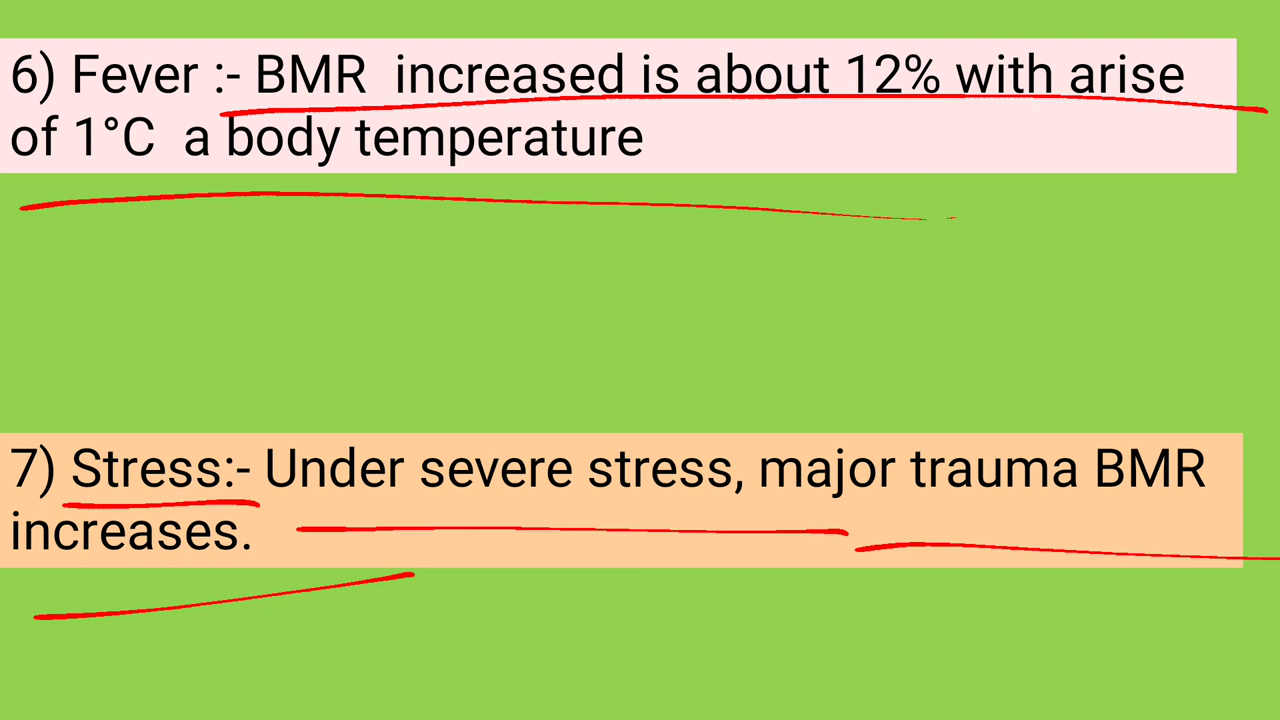 6) Fever :- BMR  increased is about 12% with arise
of 1°C  a body temperature
7) Stress:- Under severe stress, major trauma BMR
increases.